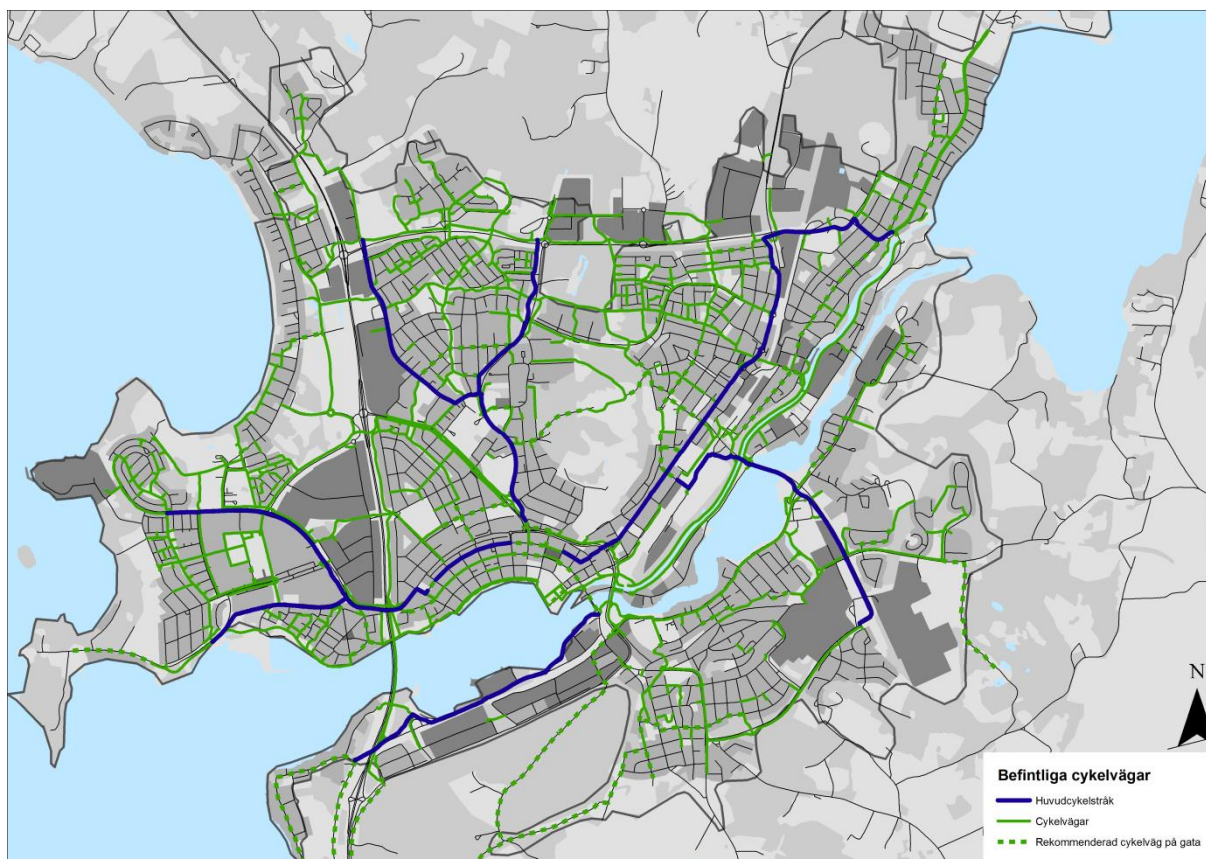 N
Befintliga cykelvägar
Huvudcykelstråk
Cykelvägar
Rekommenderad cykelväg på gata